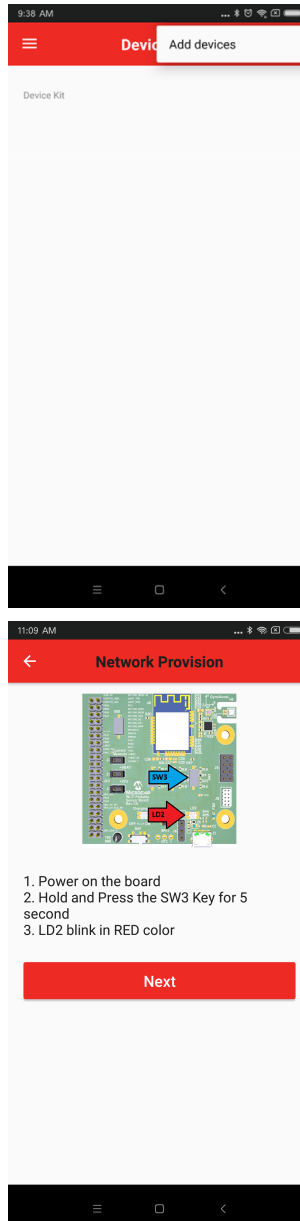 9:38 AM
Devic
Add devices
Device Kit
11:09 AM
Network Provision
SW3
MICROCHIP
LD2
1. Power on the board
2. Hold and Press the SW3 Key for 5
second
3. LD2 blink in RED color
Next